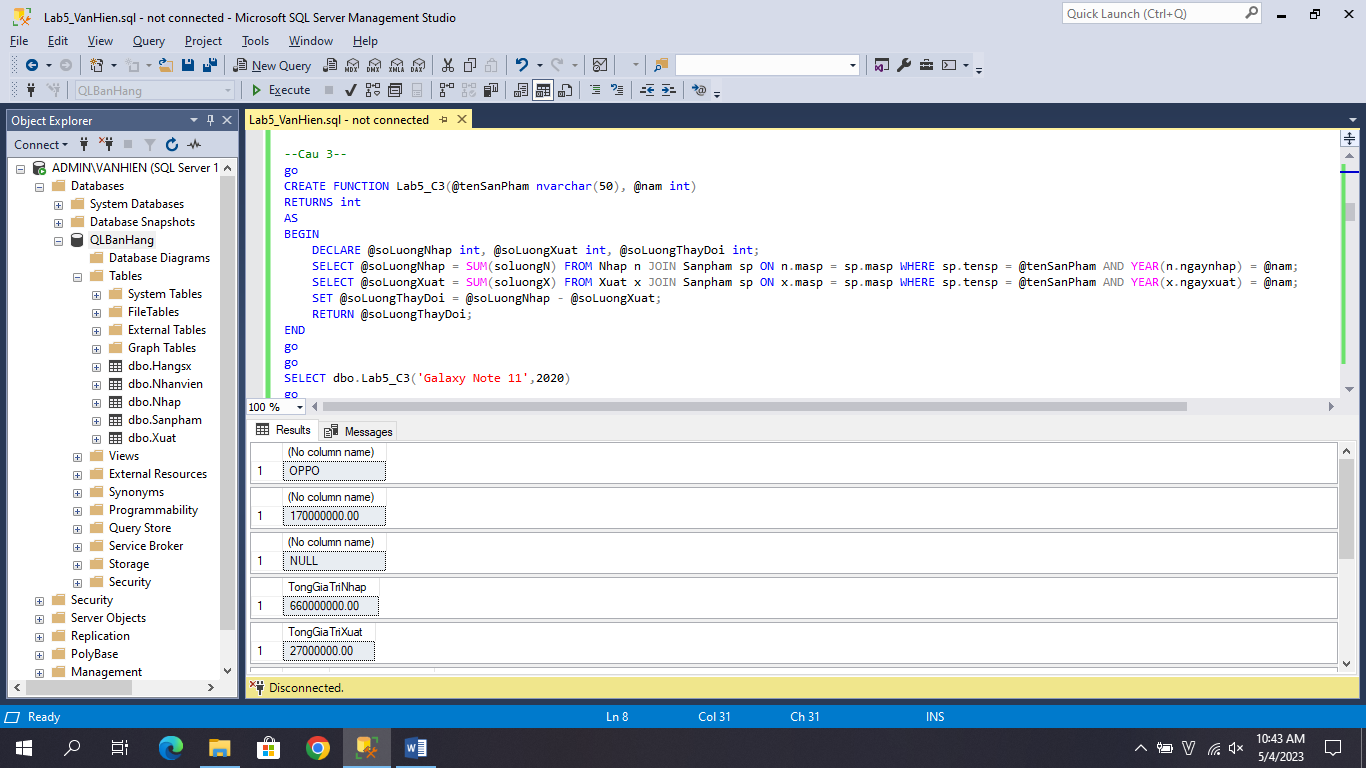 Lab5_VanHien.sql - not connected - Microsoft SQL Server Management Studio
Quick Launch (Ctrl+Q)
File Edit View Query Project Tools Window Help
New Query
MDX DMX XMLA DAX
QLBanHang
Execute
Object Explorer
Connect
ADMIN\VANHIEN (SQL Server 1
Databases
System Databases
Database Snapshots
QLBanHang
Database Diagrams
Tables
System Tables
FileTables
External Tables
Graph Tables
dbo.Hangsx
dbo.Nhanvien
dbo.Nhap
dbo.Sanpham
dbo.Xuat
Views
External Resources
Synonyms
Programmability
Query Store
Service Broker
Storage
Security
Security
Server Objects
Replication
PolyBase
Management
Lab5_VanHien.sql - not connected
--Cau 3--
go
CREATE FUNCTION Lab5_C3(@tenSanPham nvarchar(50), @nam int)
RETURNS int
AS
BEGIN
DECLARE @soLuongNhap int, @soLuongXuat int, @soLuongThayDoi int;
SELECT @soLuongNhap = SUM(soluongN) FROM Nhap n JOIN Sanpham sp ON n.masp = sp.masp WHERE sp.tensp = @tenSanPham AND YEAR(n.ngaynhap) = @nam;
SELECT @soLuongXuat = SUM(soluongX) FROM Xuat x JOIN Sanpham sp ON x.masp = sp.masp WHERE sp.tensp = @tenSanPham AND YEAR(x.ngayxuat) = @nam;
SET @soLuongThayDoi = @soLuongNhap - @soLuongXuat;
RETURN @soLuongThayDoi;
END
go
go
SELECT dbo.Lab5_C3('Galaxy Note 11',2020)
go
100 %
Results Messages
(No column name)
1 OPPO
(No column name)
1 170000000.00
(No column name)
1 NULL
TongGiaTriNhap
1 660000000.00
TongGiaTriXuat
1 27000000.00
Disconnected.
Ready Ln 8 Col 31 Ch 31 INS
10:43 AM
5/4/2023